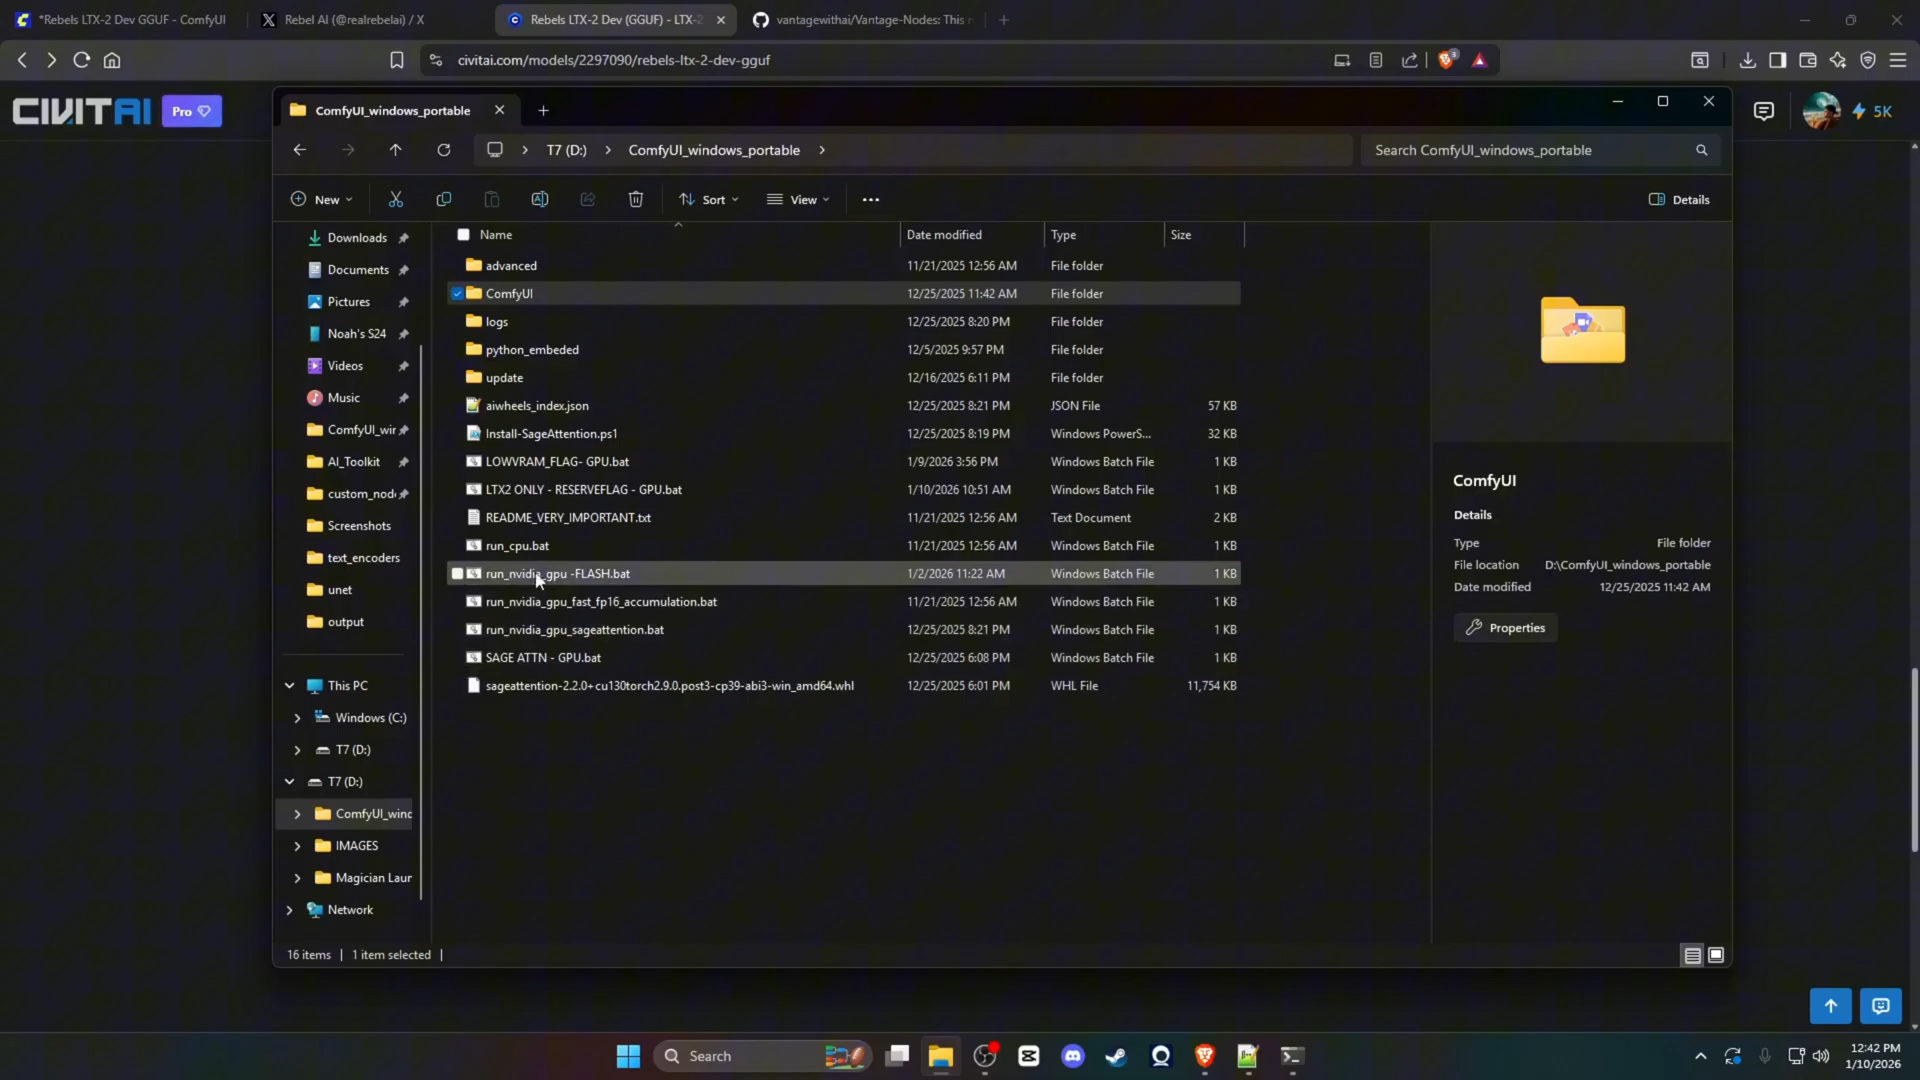 *Rebels LTX-2 Dev GGUF - ComfyUI
Rebel AI (@realrebelai) / X
Rebels LTX-2 Dev (GGUF) - LTX-2
vantagewithai/Vantage-Nodes: This r
civitai.com/models/2297090/rebels-ltx-2-dev-gguf
CIVITAI
Pro
5K
ComfyUI_windows_portable
T7 (D:)
ComfyUI_windows_portable
Search ComfyUI_windows_portable
New
Sort
View
Details
Name
Date modified
Type
Size
advanced 11/21/2025 12:56 AM File folder
ComfyUI 12/25/2025 11:42 AM File folder
logs 12/25/2025 8:20 PM File folder
python_embeded 12/5/2025 9:57 PM File folder
update 12/16/2025 6:11 PM File folder
aiwheels_index.json 12/25/2025 8:21 PM JSON File 57 KB
Install-SageAttention.ps1 12/25/2025 8:19 PM Windows PowerS... 32 KB
LOWVRAM_FLAG- GPU.bat 1/9/2026 3:56 PM Windows Batch File 1 KB
LTX2 ONLY - RESERVEFLAG - GPU.bat 1/10/2026 10:51 AM Windows Batch File 1 KB
README_VERY_IMPORTANT.txt 11/21/2025 12:56 AM Text Document 2 KB
run_cpu.bat 11/21/2025 12:56 AM Windows Batch File 1 KB
run_nvidia_gpu -FLASH.bat 1/2/2026 11:22 AM Windows Batch File 1 KB
run_nvidia_gpu_fast_fp16_accumulation.bat 11/21/2025 12:56 AM Windows Batch File 1 KB
run_nvidia_gpu_sageattention.bat 12/25/2025 8:21 PM Windows Batch File 1 KB
SAGE ATTN - GPU.bat 12/25/2025 6:08 PM Windows Batch File 1 KB
sageattention-2.2.0+cu130torch2.9.0.post3-cp39-abi3-win_amd64.whl 12/25/2025 6:01 PM WHL File 11,754 KB
Downloads
Documents
Pictures
Noah's S24
Videos
Music
ComfyUI_wir
AI_Toolkit
custom_nod
Screenshots
text_encoders
unet
output
This PC
Windows (C:)
T7 (D:)
T7 (D:)
ComfyUI_wind
IMAGES
Magician Laur
Network
ComfyUI
Details
Type File folder
File location D:\ComfyUI_windows_portable
Date modified 12/25/2025 11:42 AM
Properties
16 items
1 item selected
Search
12:42 PM
1/10/2026